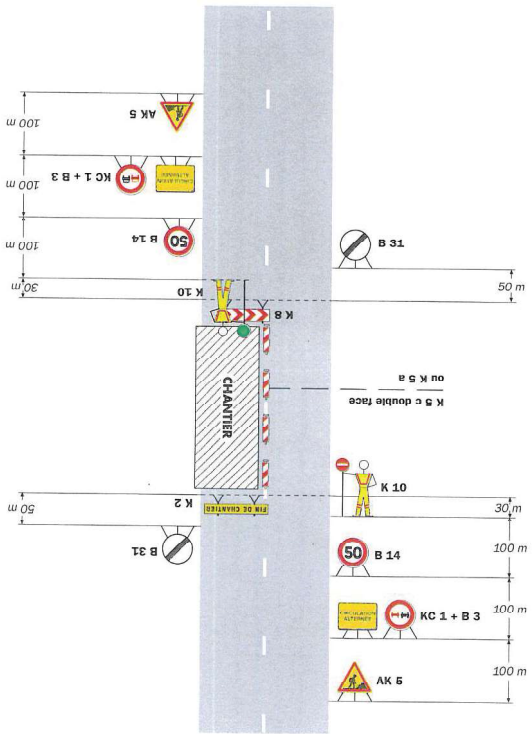 AK 5
100 m
CIRCULATION
ALTERNÉE
KC 1 + B 3
100 m
50
B 14
100 m
B 31
50 m
K 10
30 m
K 8
CHANTIER
ou K 5 a
K 5 c double face
K 10
K 2
FIN DE CHANTIER
50 m
30 m
B 31
50
B 14
100 m
CIRCULATION
ALTERNÉE
KC 1 + B 3
100 m
AK 5
100 m